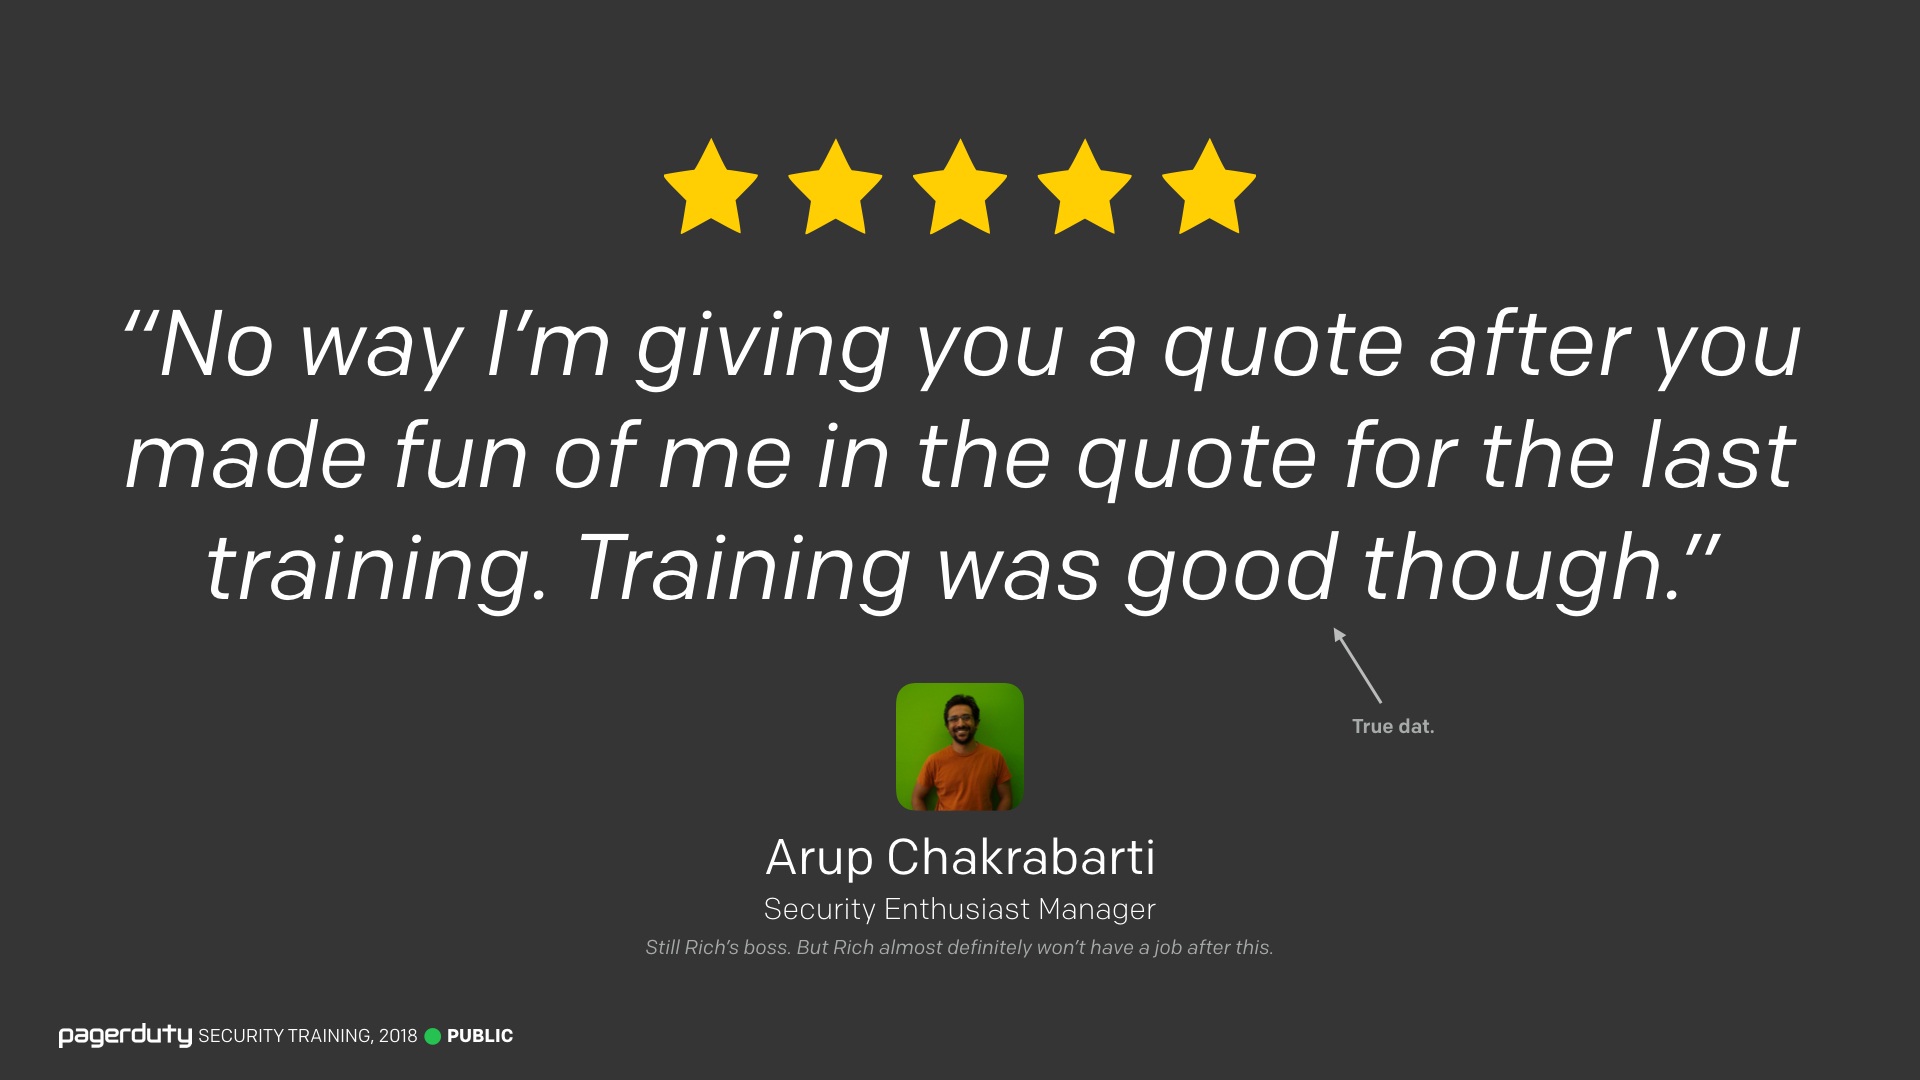 “No way I’m giving you a quote after you
made fun of me in the quote for the last
training. Training was good though.”
True dat.
Arup Chakrabarti
Security Enthusiast Manager
Still Rich’s boss. But Rich almost definitely won’t have a job after this.
pagerduty SECURITY TRAINING, 2018 PUBLIC